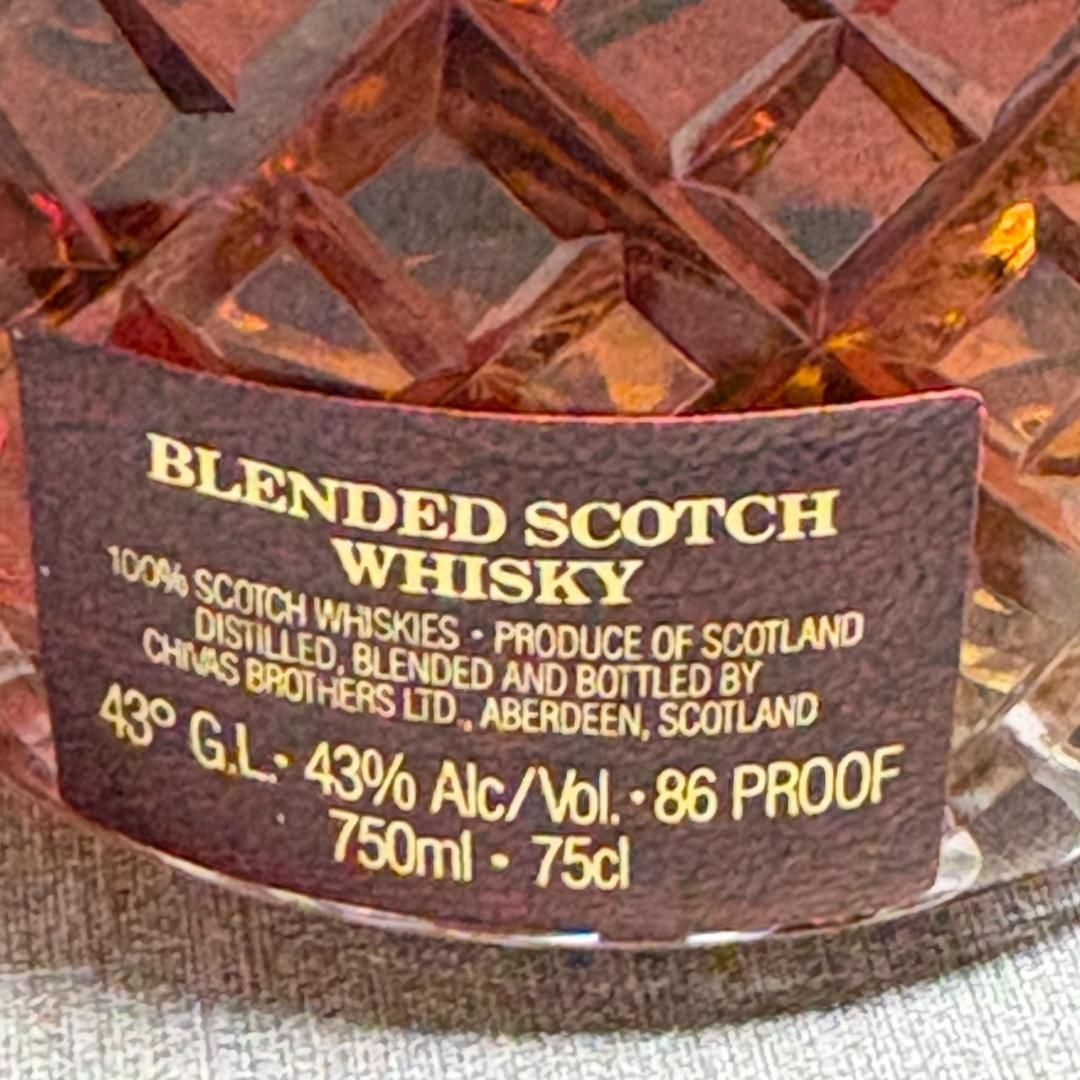 BLENDED SCOTCH
WHISKY
100% SCOTCH WHISKIES • PRODUCE OF SCOTLAND
DISTILLED, BLENDED AND BOTTLED BY
CHIVAS BROTHERS LTD., ABERDEEN, SCOTLAND
43° G.L. • 43% Alc/Vol. • 86 PROOF
750ml • 75cl